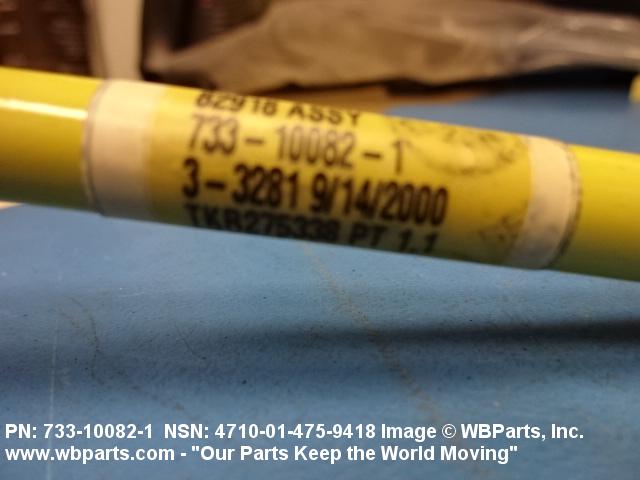 82918 ASSY
733-10082-1
3-3281 9/14/2000
TKR275338 PT 1.1
PN: 733-10082-1 NSN: 4710-01-475-9418 Image © WBParts, Inc.
www.wbparts.com - "Our Parts Keep the World Moving"